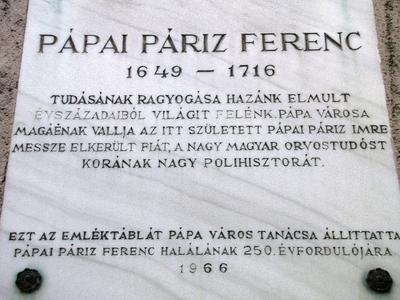 PÁPAI PÁRIZ FERENC
1649 — 1716
TUDÁSÁNAK RAGYOGÁSA HAZÁNK ELMULT
ÉVSZÁZADAIBÓL VILÁGIT FELÉNK. PÁPA VÁROSA
MAGÁÉNAK VALLJA AZ ITT SZÜLETETT PÁPAI PÁRIZ IMRE
MESSZE ELKERÜLT FIÁT, A NAGY MAGYAR ORVOSTUDÓST
KORÁNAK NAGY POLIHISZTORÁT.
EZT AZ EMLÉKTÁBLÁT PÁPA VÁROS TANÁCSA ÁLLITTATTA
PÁPAI PÁRIZ FERENC HALÁLÁNAK 250. ÉVFORDULÓJÁRA
1966